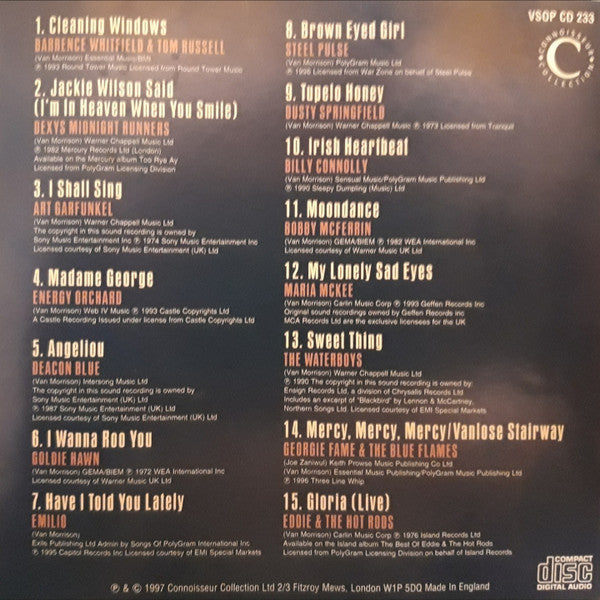 1. Cleaning Windows
BARRENCE WHITFIELD & TOM RUSSELL
(Van Morrison) Essential Music/BMI
℗ 1993 Round Tower Music Licensed from Round Tower Music
2. Jackie Wilson Said
(I'm In Heaven When You Smile)
DEXYS MIDNIGHT RUNNERS
(Van Morrison) Warner Chappell Music Ltd
℗ 1982 Mercury Records Ltd (London)
Available on the Mercury album Too Rye Ay
Licensed from PolyGram Licensing Division
3. I Shall Sing
ART GARFUNKEL
(Van Morrison) Warner Chappell Music Ltd
The copyright in this sound recording is owned by
Sony Music Entertainment Inc ℗ 1974 Sony Music Entertainment Inc
Licensed courtesy of Sony Music Entertainment (UK) Ltd
4. Madame George
ENERGY ORCHARD
(Van Morrison) Web IV Music ℗ 1993 Castle Copyrights Ltd
A Castle Recording Issued under license from Castle Copyrights Ltd
5. Angeliou
DEACON BLUE
(Van Morrison) Intersong Music Ltd
The copyright in this sound recording is owned by
Sony Music Entertainment (UK) Ltd
℗ 1987 Sony Music Entertainment (UK) Ltd
Licensed courtesy of Sony Music Entertainment (UK) Ltd
6. I Wanna Roo You
GOLDIE HAWN
(Van Morrison) GEMA/BIEM ℗ 1972 WEA International Inc
Licensed courtesy of Warner Music UK Ltd
7. Have I Told You Lately
EMILIO
(Van Morrison)
Exile Publishing Ltd Admin by Songs Of PolyGram International Inc
℗ 1995 Capitol Records Inc Licensed courtesy of EMI Special Markets
8. Brown Eyed Girl
STEEL PULSE
(Van Morrison) PolyGram Music Ltd
℗ 1996 Licensed from War Zone on behalf of Steel Pulse
9. Tupelo Honey
DUSTY SPRINGFIELD
(Van Morrison) Warner Chappell Music ℗ 1973 Licensed from Tranquil
10. Irish Heartbeat
BILLY CONNOLLY
(Van Morrison) Sensual Music/PolyGram Music Publishing Ltd
℗ 1990 Sleepy Dumpling (Music) Ltd
11. Moondance
BOBBY MCFERRIN
(Van Morrison) GEMA/BIEM ℗ 1982 WEA International Inc
Licensed courtesy of Warner Music UK Ltd
12. My Lonely Sad Eyes
MARIA MCKEE
(Van Morrison) Carlin Music Corp ℗ 1993 Geffen Records Inc
Original sound recordings owned by Geffen Records inc
MCA Records Ltd are the exclusive licensees for the UK
13. Sweet Thing
THE WATERBOYS
(Van Morrison) Warner Chappell Music Ltd
℗ 1990 The copyright in this sound recording is owned by:
Ensign Records Ltd, a division of Chrysalis Records Ltd
Includes an excerpt of "Blackbird" by Lennon & McCartney,
Northern Songs Ltd. Licensed courtesy of EMI Special Markets
14. Mercy, Mercy, Mercy/Vanlose Stairway
GEORGIE FAME & THE BLUE FLAMES
(Joe Zaniwul) Keith Prowse Music Publishing Co Ltd
(Van Morrison) Essential Music Publishing/PolyGram Music Publishing Ltd
℗ 1996 Three Line Whip
15. Gloria (Live)
EDDIE & THE HOT RODS
(Van Morrison) Carlin Music Corp ℗ 1976 Island Records Ltd
Available on the Island album The Best Of Eddie & The Hot Rods
Licensed from PolyGram Licensing Division on behalf of Island Records
VSOP CD 233
CONNOISSEUR
COLLECTION
C
COMPACT
disc
DIGITAL AUDIO
℗ & © 1997 Connoisseur Collection Ltd 2/3 Fitzroy Mews, London W1P 5DQ Made In England